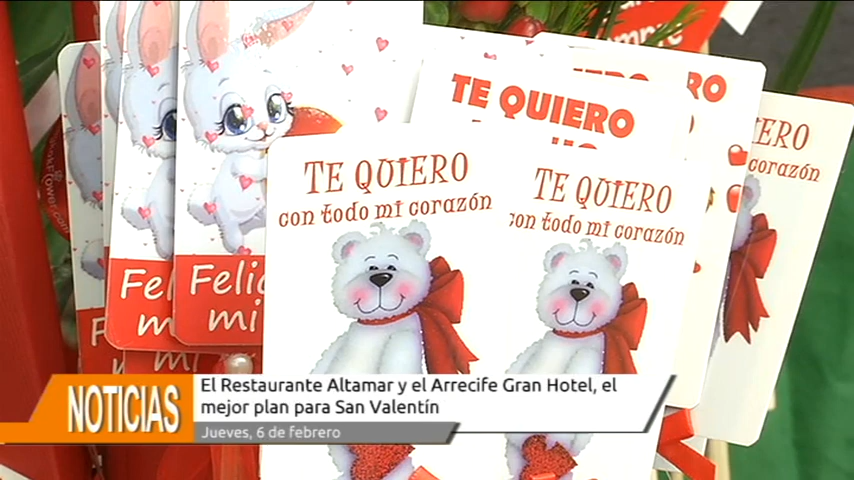 TE QUIERO
TE QUIERO
con todo mi corazón
TE QUIERO
con todo mi corazón
corazón
Feli
mi
NOTICIAS
El Restaurante Altamar y el Arrecife Gran Hotel, el
mejor plan para San Valentín
Jueves, 6 de febrero